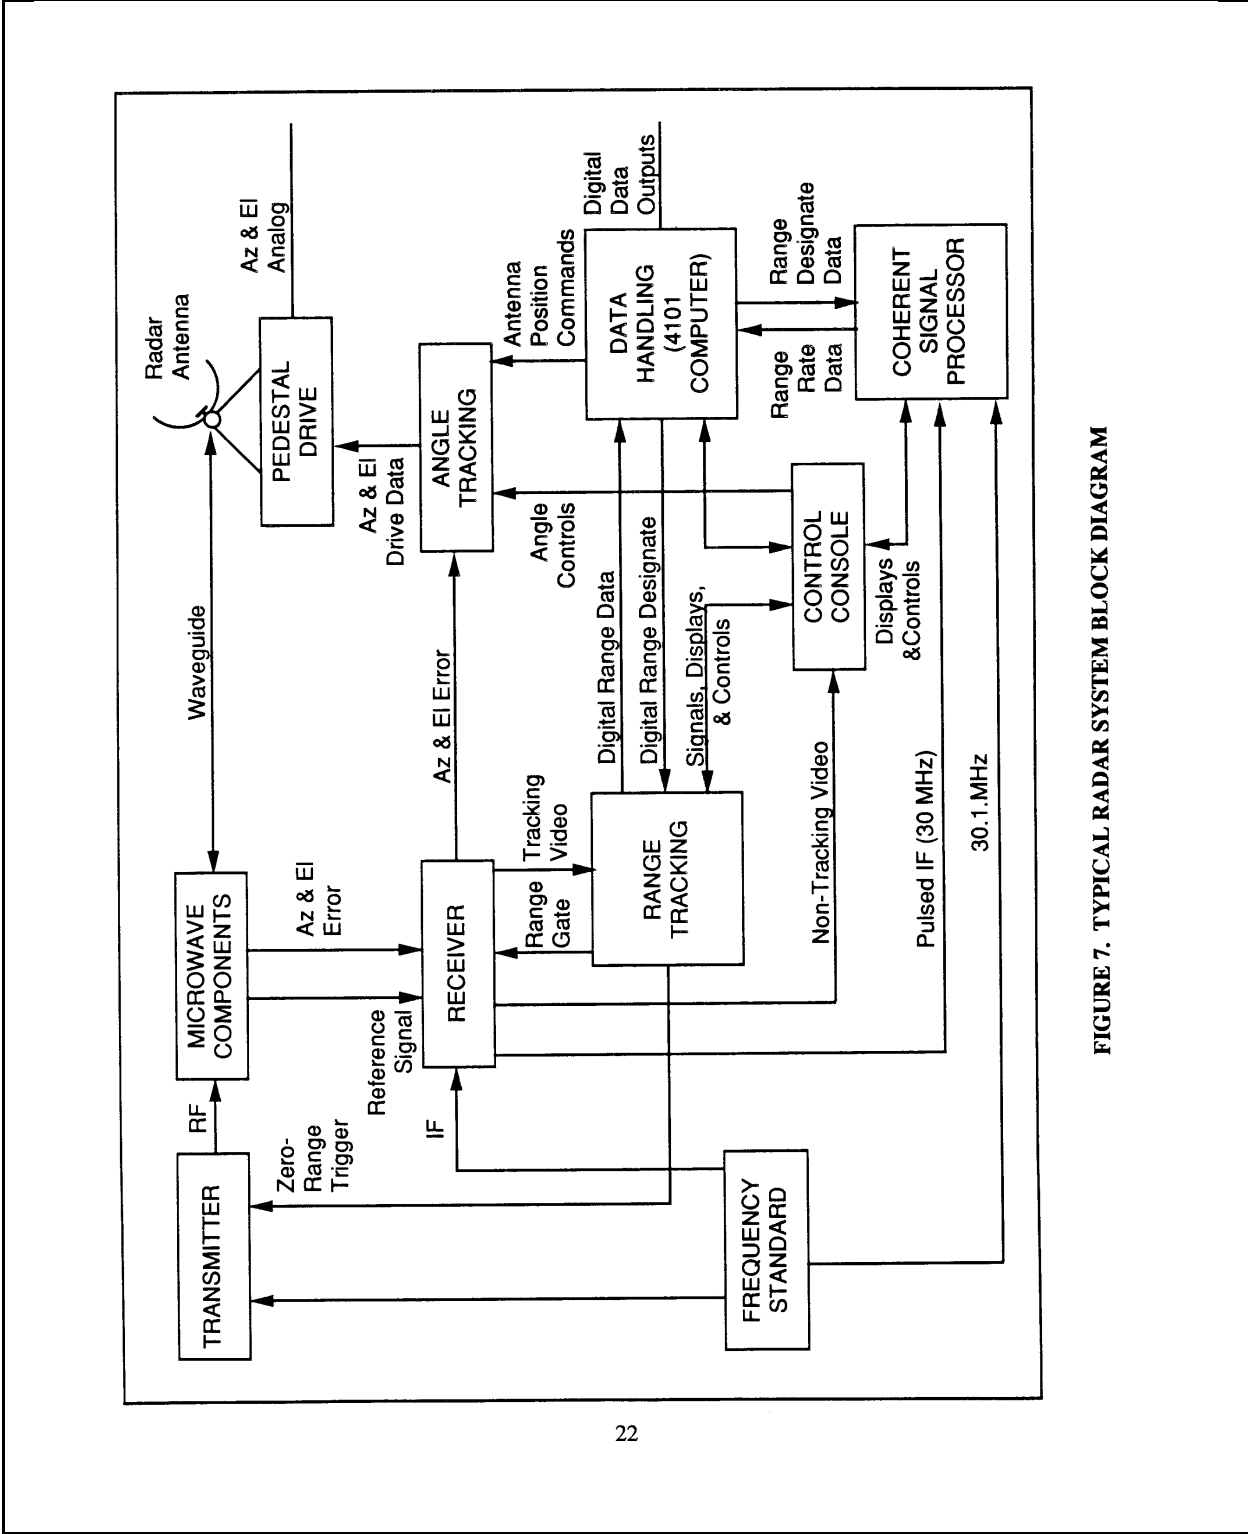 Radar
Antenna
Waveguide
Az & El
Analog
TRANSMITTER
RF
MICROWAVE
COMPONENTS
PEDESTAL
DRIVE
Zero-
Range
Trigger
Reference
Signal
Az & El
Error
Az & El
Drive Data
IF
RECEIVER
Az & El Error
ANGLE
TRACKING
Range
Gate
Tracking
Video
Angle
Controls
Antenna
Position
Commands
Digital
Data
Outputs
Digital Range Data
Digital Range Designate
RANGE
TRACKING
Signals, Displays,
& Controls
DATA
HANDLING
(4101
COMPUTER)
FREQUENCY
STANDARD
Non-Tracking Video
CONTROL
CONSOLE
Range
Rate
Data
Range
Designate
Data
Displays
&Controls
Pulsed IF (30 MHz)
COHERENT
SIGNAL
PROCESSOR
30.1.MHz
FIGURE 7. TYPICAL RADAR SYSTEM BLOCK DIAGRAM
22